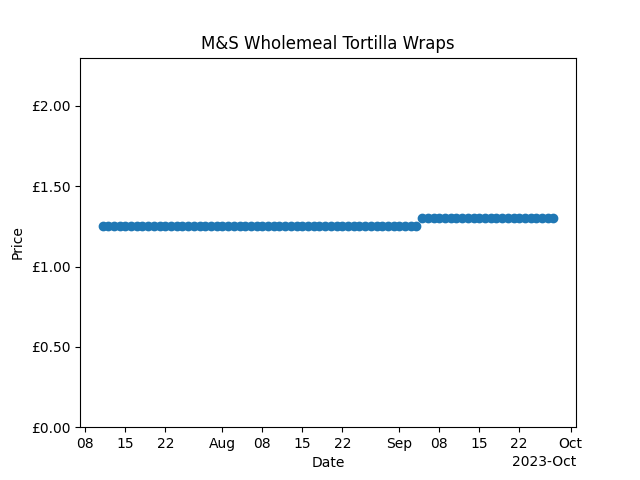 M&S Wholemeal Tortilla Wraps
£2.00
£1.50
£1.00
£0.50
£0.00
Price
08 15 22 Aug 08 15 22 Sep 08 15 22 Oct
Date
2023-Oct